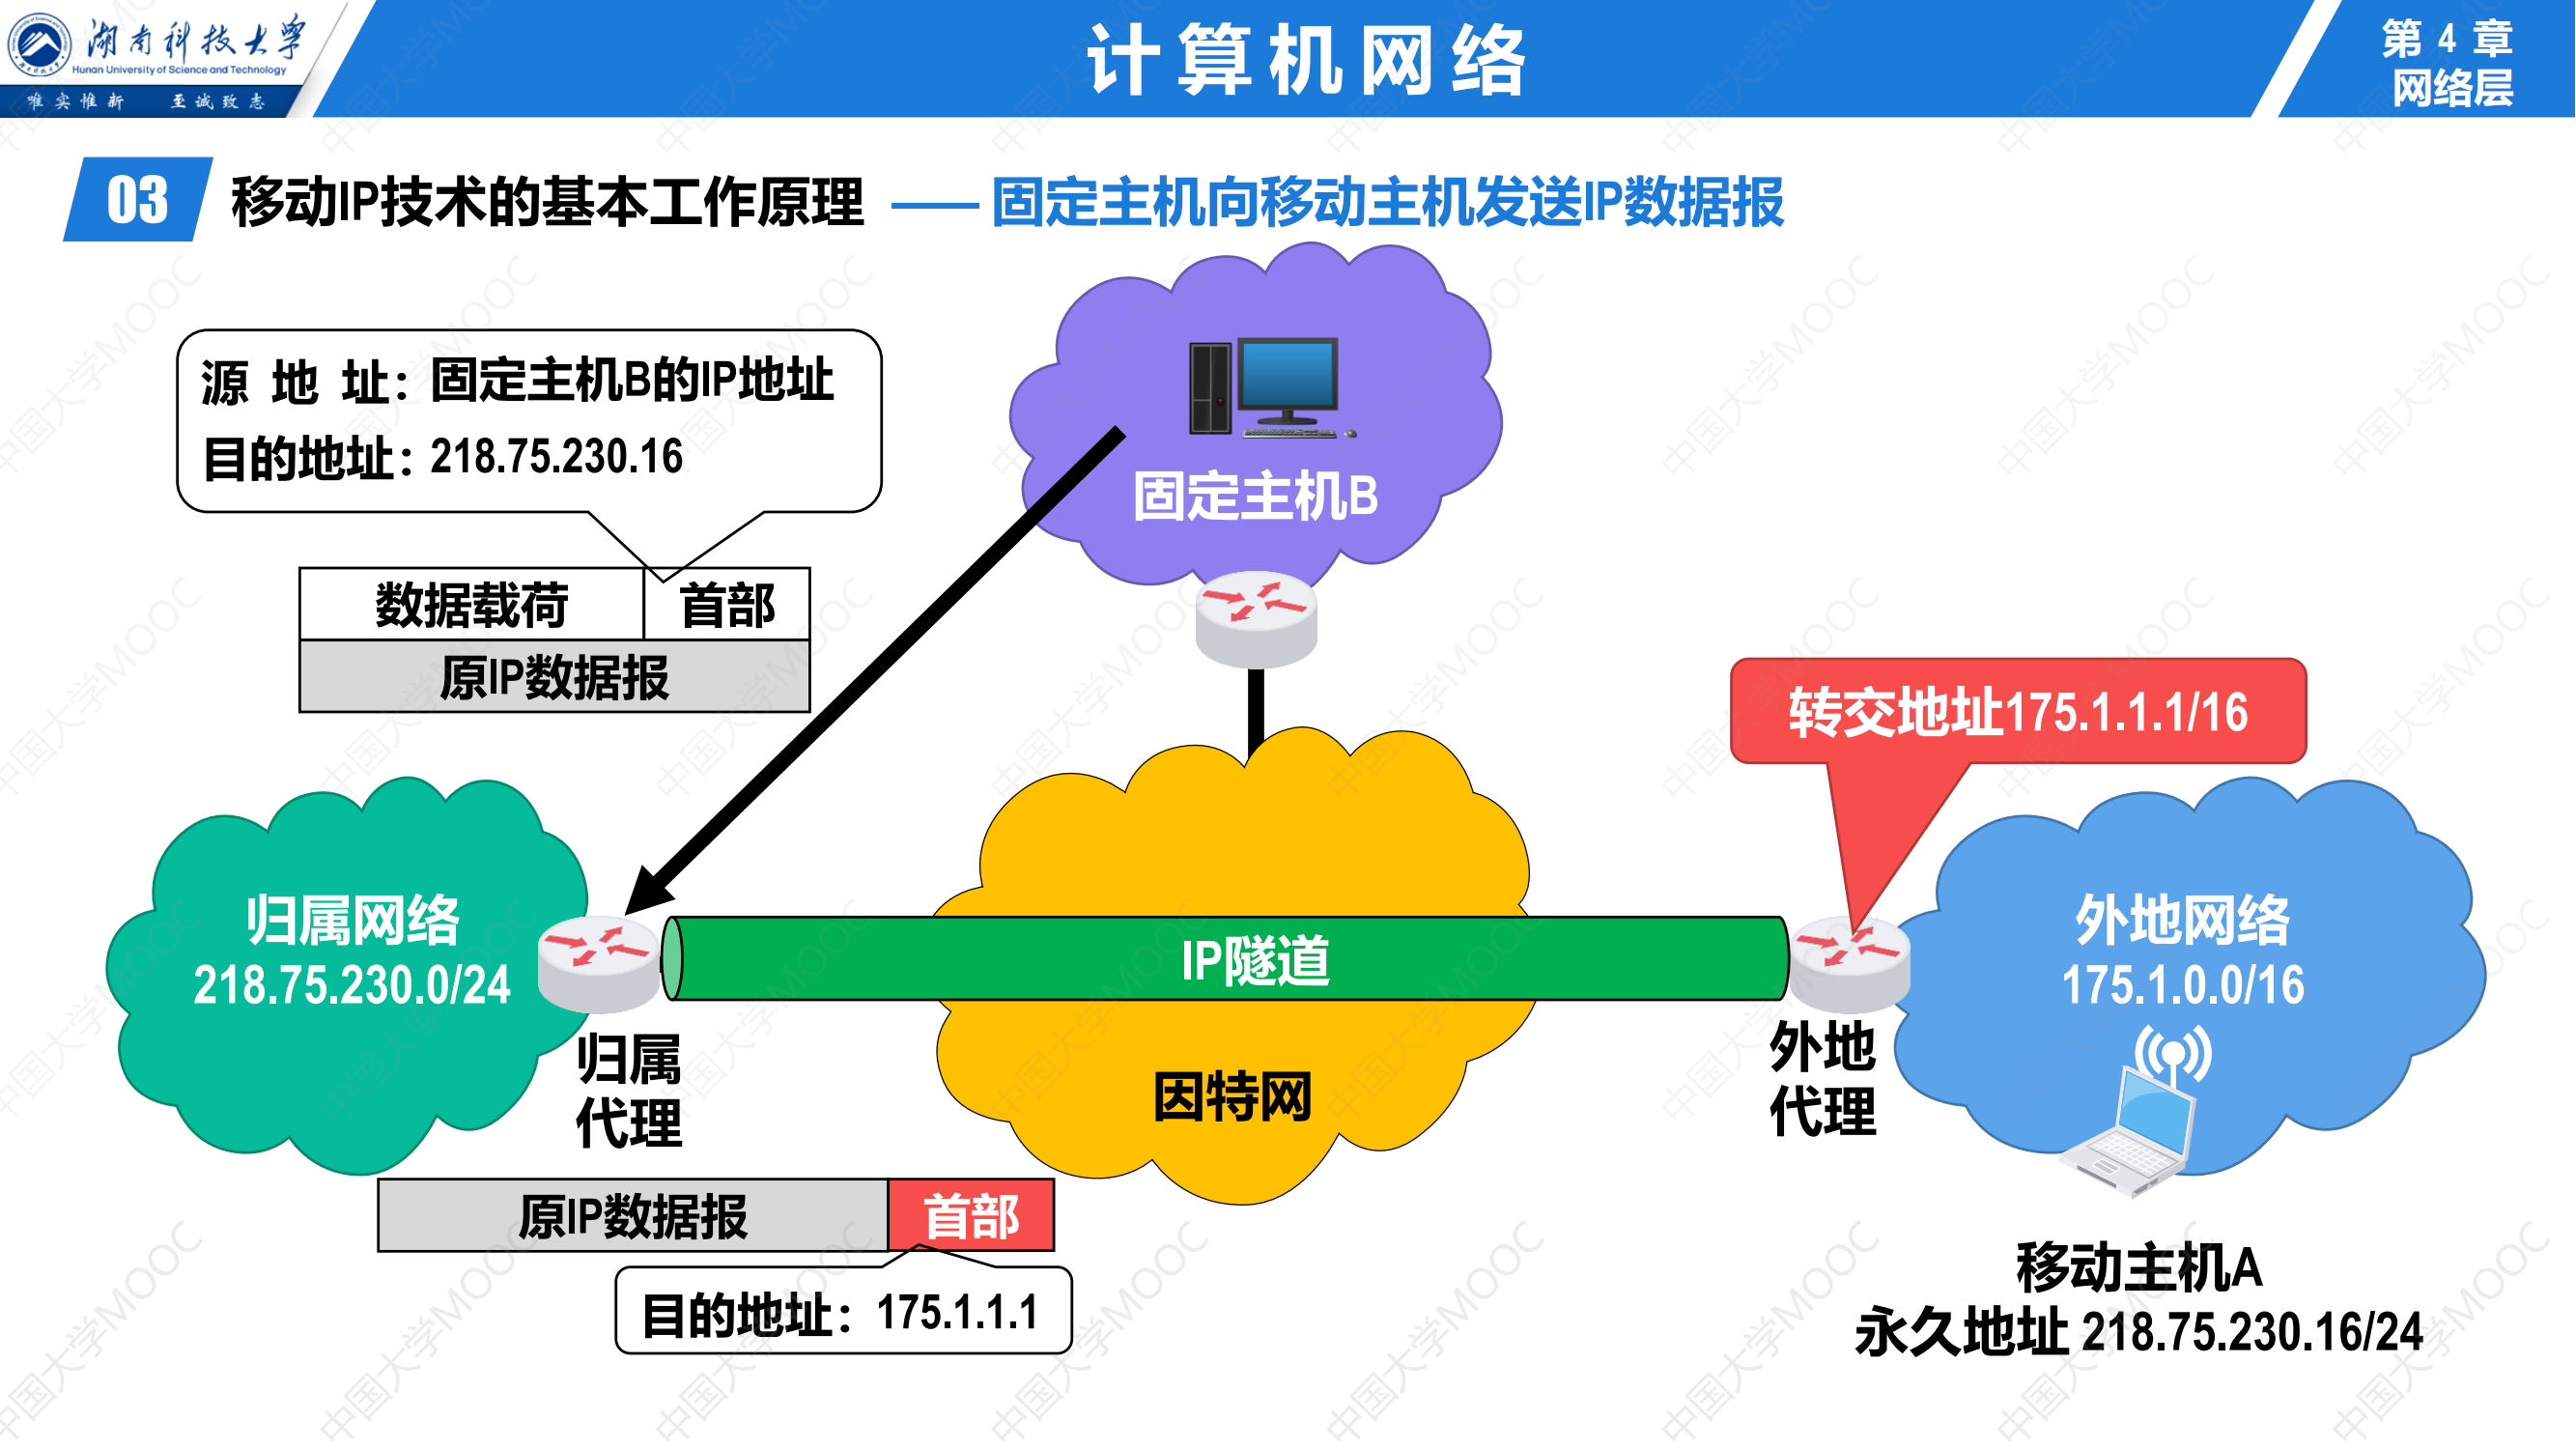 湖南科技大学
Hunan University of Science and Technology
唯实惟新 至诚致志
计算机网络
第 4 章
网络层
03 移动IP技术的基本工作原理 —— 固定主机向移动主机发送IP数据报
源 地 址：固定主机B的IP地址
目的地址：218.75.230.16
数据载荷 首部
原IP数据报
固定主机B
转交地址175.1.1.1/16
归属网络
218.75.230.0/24
IP隧道
外地网络
175.1.0.0/16
归属
代理
因特网
外地
代理
原IP数据报 首部
目的地址：175.1.1.1
移动主机A
永久地址 218.75.230.16/24
中国大学MOOC